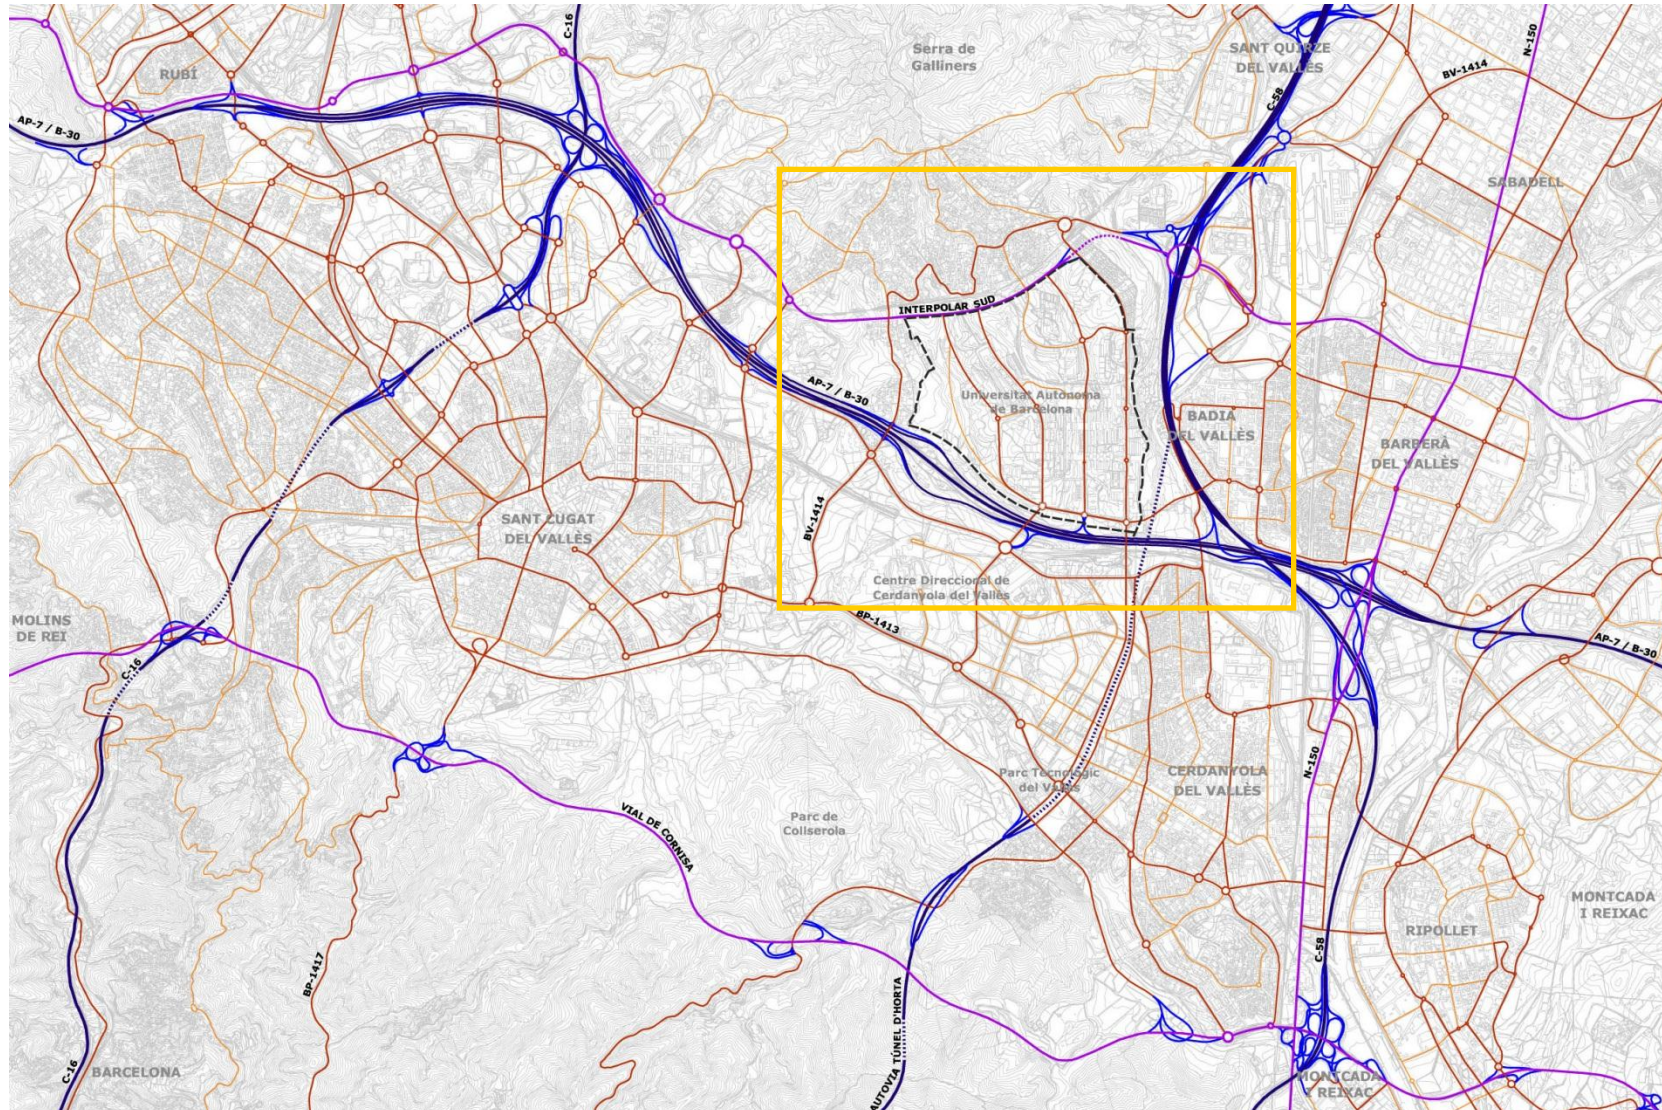 C-16
Serra de
Galliners
SANT QUIRZE
DEL VALLÈS
N-150
BV-1414
RUBÍ
C-58
AP-7 / B-30
SABADELL
INTERPOLAR SUD
AP-7 / B-30
Universitat Autònoma
de Barcelona
BADIA
DEL VALLÈS
BARBERÀ
DEL VALLÈS
BV-1414
SANT CUGAT
DEL VALLÈS
Centre Direccional de
Cerdanyola del Vallès
MOLINS
DE REI
BP-1413
AP-7 / B-30
C-16
N-150
Parc Tecnològic
del Vallès
CERDANYOLA
DEL VALLÈS
VIAL DE CORNISA
Parc de
Collserola
MONTCADA
I REIXAC
RIPOLLET
C-58
BP-1417
AUTOVIA TÚNEL D'HORTA
C-16
BARCELONA
MONTCADA
I REIXAC